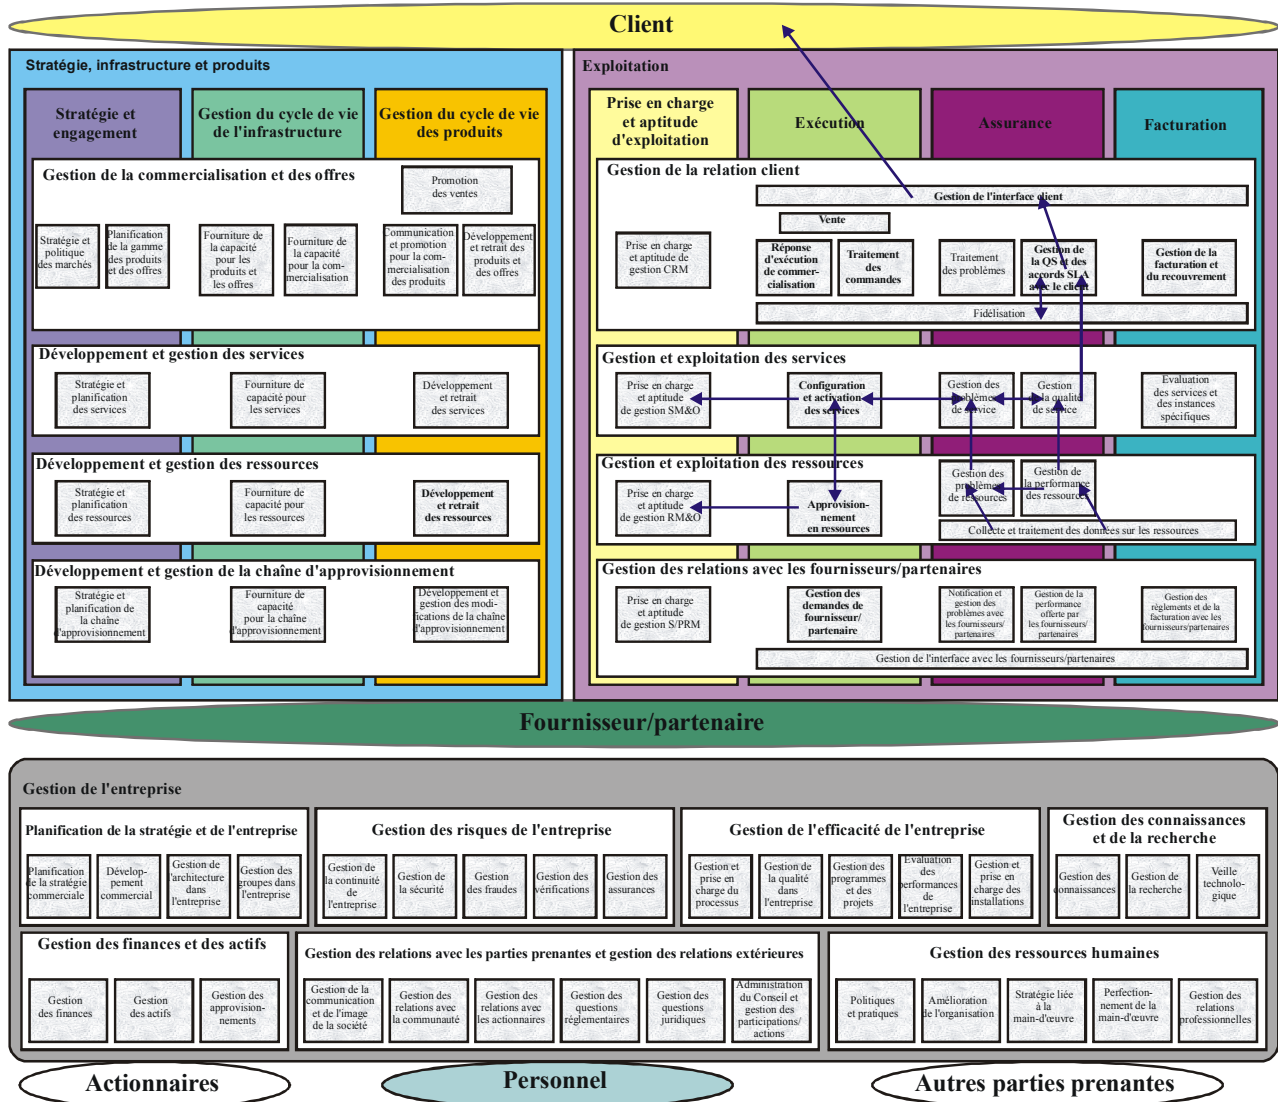 Client
Stratégie, infrastructure et produits
Stratégie et
engagement
Gestion du cycle de vie
de l'infrastructure
Gestion du cycle de vie
des produits
Gestion de la commercialisation et des offres
Promotion
des ventes
Stratégie et
politique
des marchés
Planification
de la gamme
des produits
et des offres
Fourniture de
la capacité
pour les
produits et
les offres
Fourniture de
la capacité
pour la com-
mercialisation
Communication
et promotion
pour la com-
mercialisation
des produits
Développement
et retrait des
produits et
des offres
Développement et gestion des services
Stratégie et
planification
des services
Fourniture de
capacité pour
les services
Développement
et retrait
des services
Développement et gestion des ressources
Stratégie et
planification
des ressources
Fourniture de
capacité pour
les ressources
Développement
et retrait
des ressources
Développement et gestion de la chaîne d'approvisionnement
Stratégie et
planification de
la chaîne
d'approvisionnement
Fourniture de
capacité
pour la chaîne
d'approvisionnement
Développement et
gestion des modi-
fications de la chaîne
d'approvisionnement
Exploitation
Prise en charge
et aptitude
d'exploitation
Exécution
Assurance
Facturation
Gestion de la relation client
Gestion de l'interface client
Vente
Prise en charge
et aptitude de
gestion CRM
Réponse
d'exécution
de commer-
cialisation
Traitement
des
commandes
Traitement
des problèmes
Gestion de
la QS et des
accords SLA
avec le client
Gestion de la
facturation et
du recouvrement
Fidélisation
Gestion et exploitation des services
Prise en charge
et aptitude
de gestion SM&O
Configuration
et activation
des services
Gestion des
problèmes
de service
Gestion
de la qualité
de service
Evaluation
des services et
des instances
spécifiques
Gestion et exploitation des ressources
Prise en charge
et aptitude
de gestion RM&O
Approvision-
nement
en ressources
Gestion des
problèmes
de ressources
Gestion de
la performance
des ressources
Collecte et traitement des données sur les ressources
Gestion des relations avec les fournisseurs/partenaires
Prise en charge
et aptitude
de gestion S/PRM
Gestion des
demandes de
fournisseur/
partenaire
Notification et
gestion des
problèmes avec
les fournisseurs/
partenaires
Gestion de la
performance
offerte par
les fournisseurs/
partenaires
Gestion des
règlements et de la
facturation avec les
fournisseurs/partenaires
Gestion de l'interface avec les fournisseurs/partenaires
Fournisseur/partenaire
Gestion de l'entreprise
Planification de la stratégie et de l'entreprise
Planification
de la stratégie
commerciale
Dévelop-
pement
commercial
Gestion de
l'architecture
dans
l'entreprise
Gestion des
groupes dans
l'entreprise
Gestion des risques de l'entreprise
Gestion de
la continuité
de
l'entreprise
Gestion de
la sécurité
Gestion
des fraudes
Gestion des
vérifications
Gestion des
assurances
Gestion de l'efficacité de l'entreprise
Gestion et
prise en
charge du
processus
Gestion de
la qualité
dans
l'entreprise
Gestion des
programmes
et des
projets
Evaluation
des
performances
de
l'entreprise
Gestion et
prise en
charge des
installations
Gestion des connaissances
et de la recherche
Gestion des
connaissances
Gestion de
la recherche
Veille
technolo-
gique
Gestion des finances et des actifs
Gestion
des finances
Gestion
des actifs
Gestion des
approvision-
nements
Gestion des relations avec les parties prenantes et gestion des relations extérieures
Gestion de la
communication
et de l'image
de la société
Gestion des
relations avec
la communauté
Gestion des
relations avec
les actionnaires
Gestion des
questions
réglementaires
Gestion des
questions
juridiques
Administration
du Conseil et
gestion des
participations/
actions
Gestion des ressources humaines
Politiques
et pratiques
Amélioration
de l'organisation
Stratégie liée
à la
main-d'œuvre
Perfection-
nement de la
main-d'œuvre
Gestion des
relations
professionnelles
Actionnaires
Personnel
Autres parties prenantes